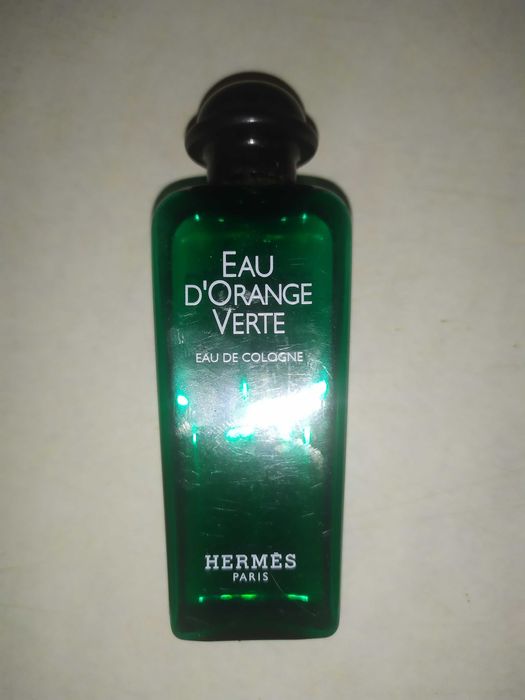 EAU
D'ORANGE
VERTE
EAU DE COLOGNE
HERMÈS
PARIS